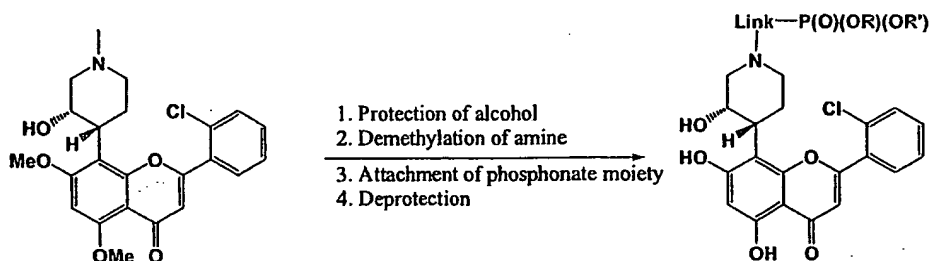 Link—P(O)(OR)(OR')
N
N
HO
H
Cl
MeO
O
OMe
O
1. Protection of alcohol
2. Demethylation of amine
3. Attachment of phosphonate moiety
4. Deprotection
HO
H
Cl
HO
O
OH
O